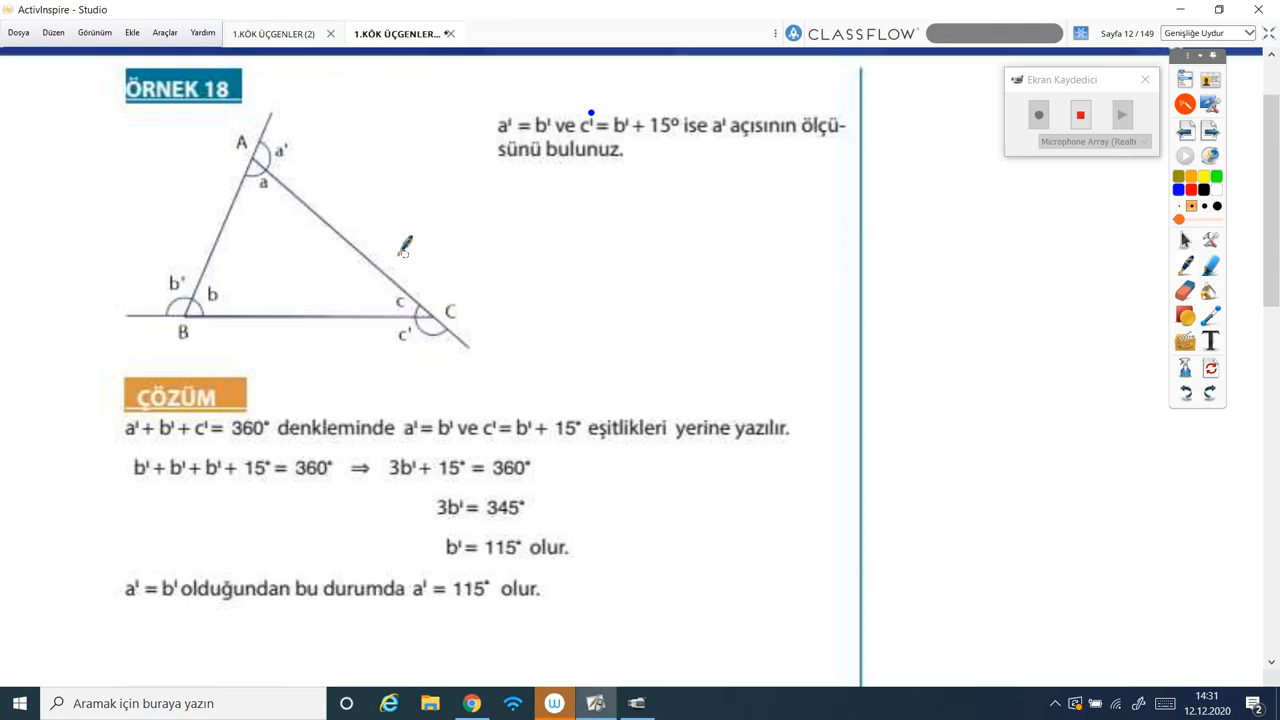 ActivInspire - Studio
Dosya Düzen Görünüm Ekle Araçlar Yardım
1.KÖK ÜÇGENLER (2)
1.KÖK ÜÇGENLER... *
CLASSFLOW
Sayfa 12 / 149
Genişliğe Uydur
Ekran Kaydedici
Microphone Array (Realt
ÖRNEK 18
a' = b' ve c' = b' + 15° ise a' açısının ölçü-
sünü bulunuz.
A
a'
a
b'
b
B
c
C
c'
ÇÖZÜM
a' + b' + c' = 360° denkleminde a' = b' ve c' = b' + 15° eşitlikleri yerine yazılır.
b' + b' + b' + 15° = 360° ⇒ 3b' + 15° = 360°
3b' = 345°
b' = 115° olur.
a' = b' olduğundan bu durumda a' = 115° olur.
T
Aramak için buraya yazın
w
14:31
12.12.2020
2